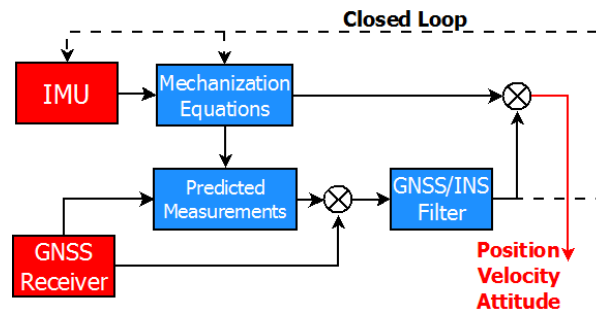 Closed Loop
IMU
Mechanization
Equations
Predicted
Measurements
GNSS/INS
Filter
GNSS
Receiver
Position
Velocity
Attitude